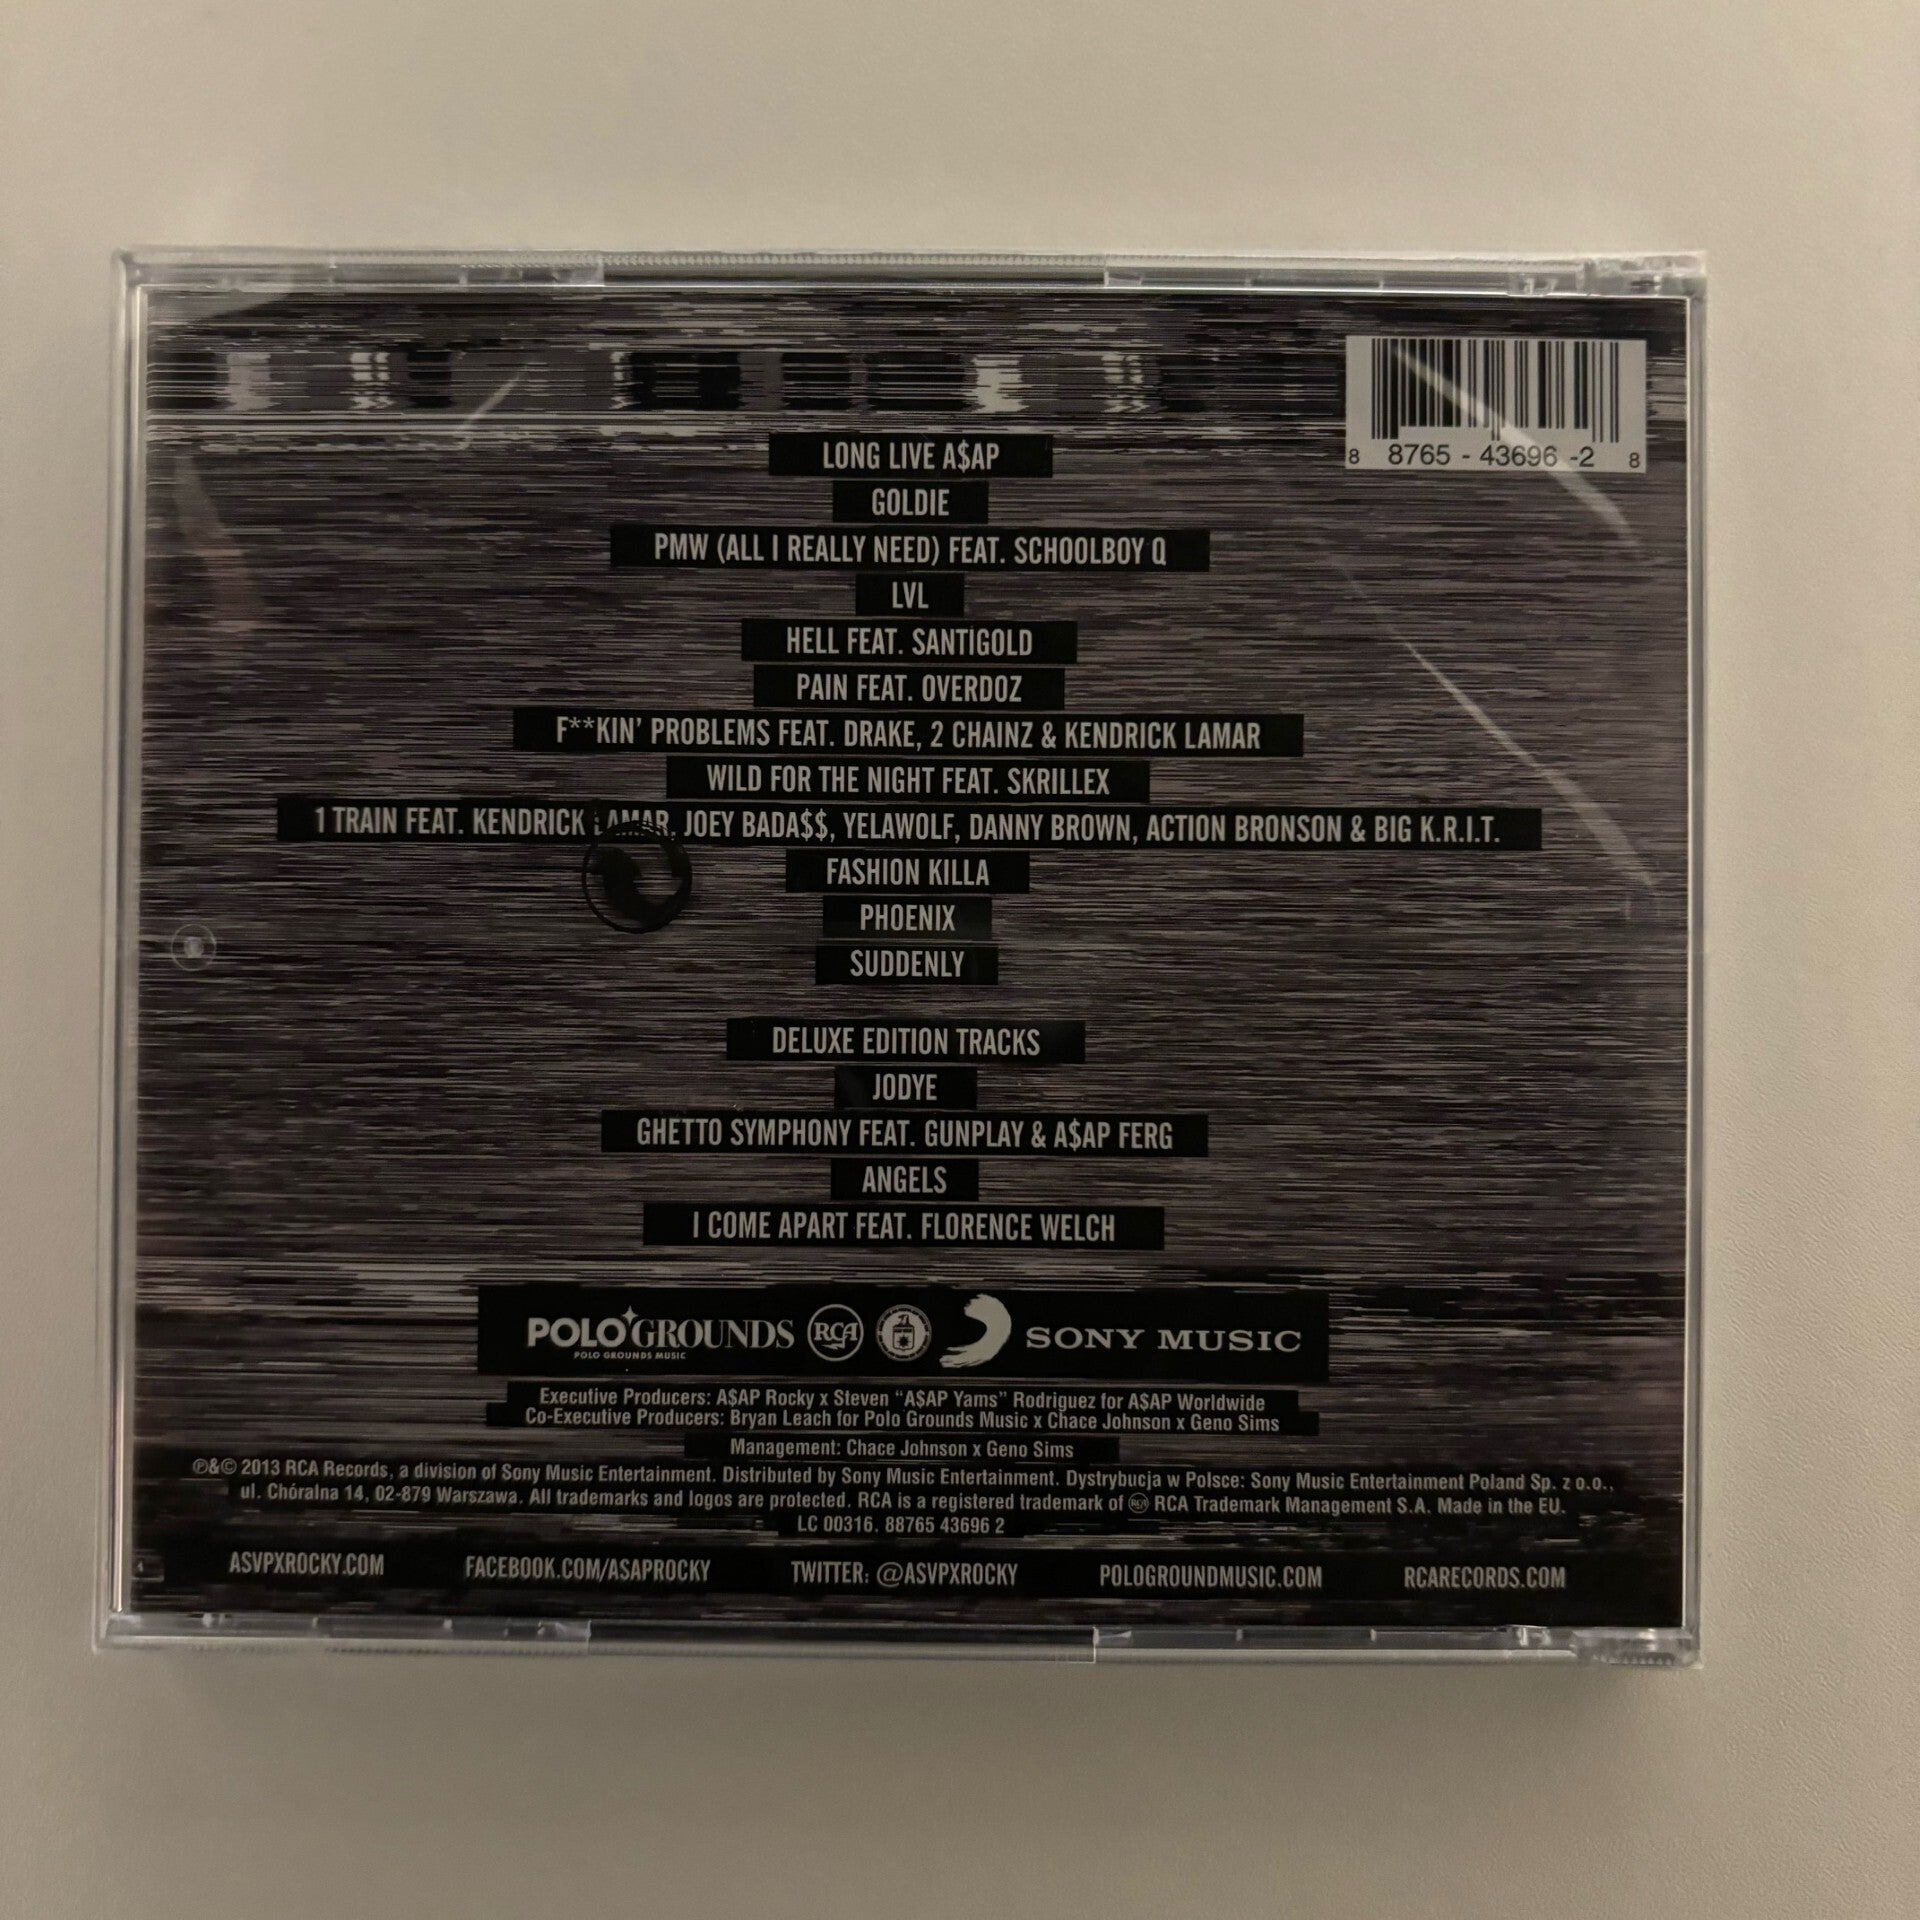 8 8765 - 43696 -2 8
LONG LIVE A$AP
GOLDIE
PMW (ALL I REALLY NEED) FEAT. SCHOOLBOY Q
LVL
HELL FEAT. SANTIGOLD
PAIN FEAT. OVERDOZ
F**KIN' PROBLEMS FEAT. DRAKE, 2 CHAINZ & KENDRICK LAMAR
WILD FOR THE NIGHT FEAT. SKRILLEX
1 TRAIN FEAT. KENDRICK LAMAR, JOEY BADA$$, YELAWOLF, DANNY BROWN, ACTION BRONSON & BIG K.R.I.T.
FASHION KILLA
PHOENIX
SUDDENLY
DELUXE EDITION TRACKS
JODYE
GHETTO SYMPHONY FEAT. GUNPLAY & A$AP FERG
ANGELS
I COME APART FEAT. FLORENCE WELCH
POLO GROUNDS RCA SONY MUSIC
POLO GROUNDS MUSIC
Executive Producers: A$AP Rocky x Steven “A$AP Yams” Rodriguez for A$AP Worldwide
Co-Executive Producers: Bryan Leach for Polo Grounds Music x Chace Johnson x Geno Sims
Management: Chace Johnson x Geno Sims
℗&© 2013 RCA Records, a division of Sony Music Entertainment. Distributed by Sony Music Entertainment. Dystrybucja w Polsce: Sony Music Entertainment Poland Sp. z o.o.,
ul. Chóralna 14, 02-879 Warszawa. All trademarks and logos are protected. RCA is a registered trademark of RCA RCA Trademark Management S.A. Made in the EU.
LC 00316. 88765 43696 2
ASVPXROCKY.COM FACEBOOK.COM/ASAPROCKY TWITTER: @ASVPXROCKY POLOGROUNDMUSIC.COM RCARECORDS.COM